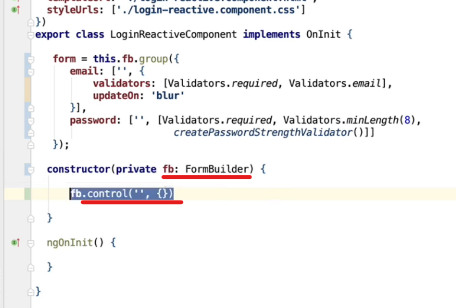 styleUrls: ['./login-reactive.component.css']
})
export class LoginReactiveComponent implements OnInit {
form = this.fb.group({
email: ['', {
validators: [Validators.required, Validators.email],
updateOn: 'blur'
}],
password: ['', [Validators.required, Validators.minLength(8),
createPasswordStrengthValidator()]]
});
constructor(private fb: FormBuilder) {
fb.control('', {})
}
ngOnInit() {
}
}